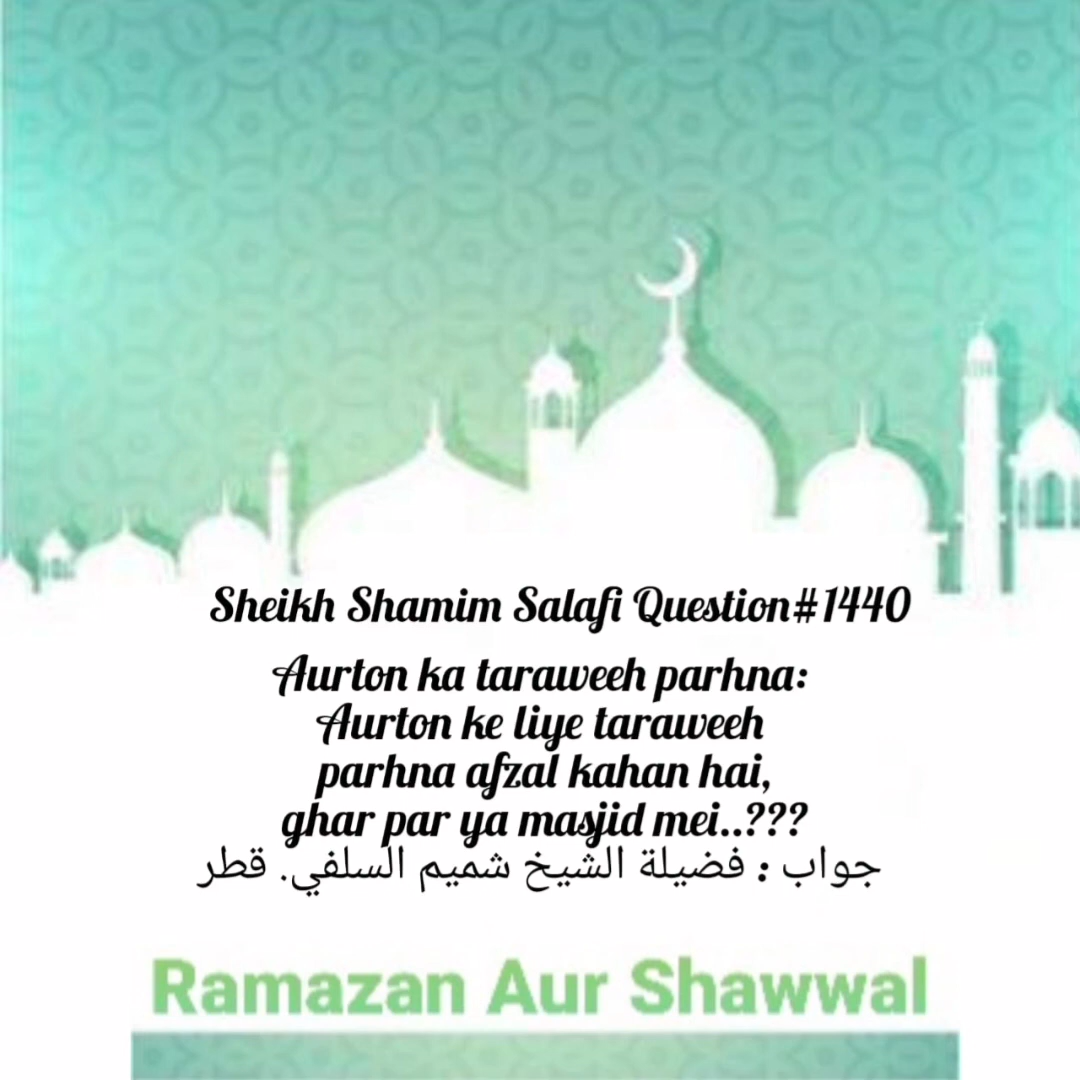 Sheikh Shamim Salafi Question#1440
Aurton ka taraweeh parhna:
Aurton ke liye taraweeh
parhna afzal kahan hai,
ghar par ya masjid mei..???
جواب : فضيلة الشيخ شميم السلفي. قطر
Ramazan Aur Shawwal